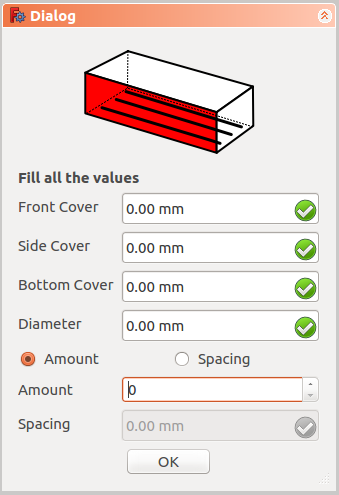 Dialog
Fill all the values
Front Cover 0.00 mm
Side Cover 0.00 mm
Bottom Cover 0.00 mm
Diameter 0.00 mm
Amount Spacing
Amount 0
Spacing 0.00 mm
OK